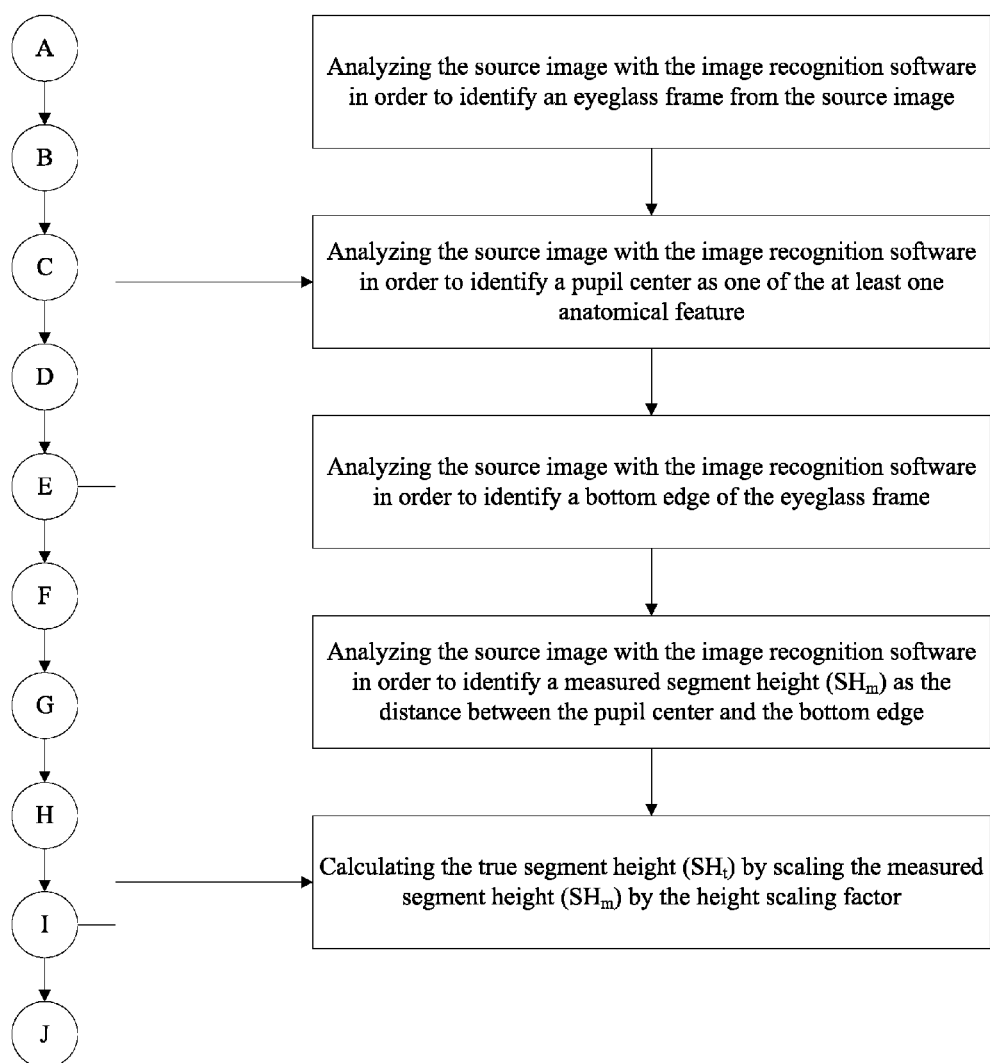 A
B
C
D
E
F
G
H
I
J
Analyzing the source image with the image recognition software
in order to identify an eyeglass frame from the source image
Analyzing the source image with the image recognition software
in order to identify a pupil center as one of the at least one
anatomical feature
Analyzing the source image with the image recognition software
in order to identify a bottom edge of the eyeglass frame
Analyzing the source image with the image recognition software
in order to identify a measured segment height (SHm) as the
distance between the pupil center and the bottom edge
Calculating the true segment height (SHt) by scaling the measured
segment height (SHm) by the height scaling factor